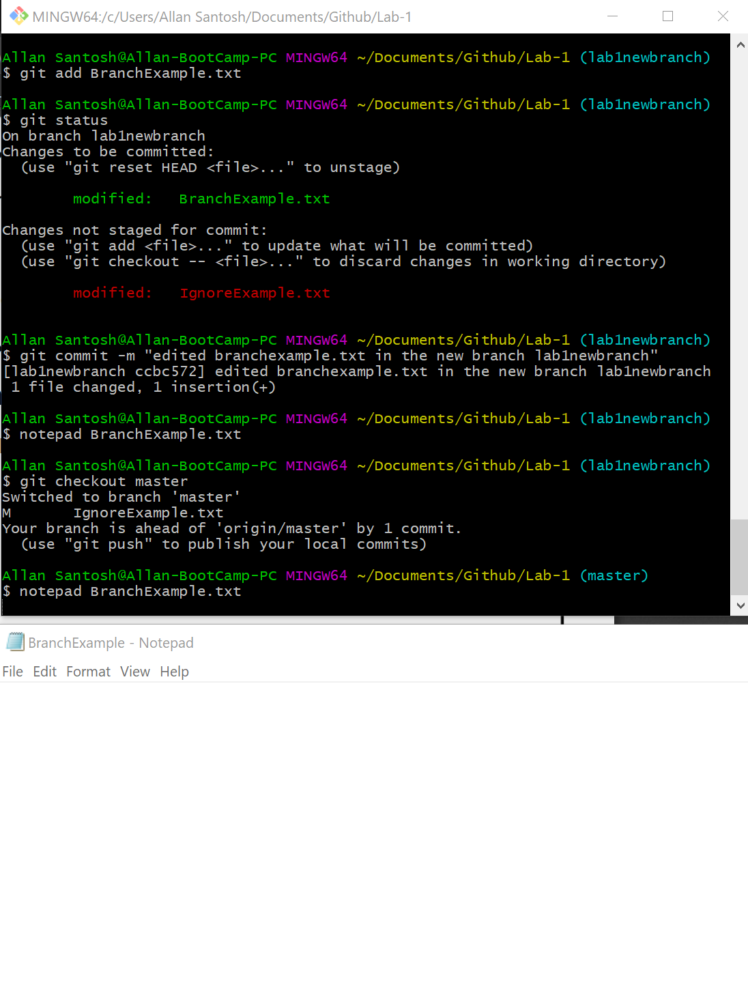 MINGW64:/c/Users/Allan Santosh/Documents/Github/Lab-1
Allan Santosh@Allan-BootCamp-PC MINGW64 ~/Documents/Github/Lab-1 (lab1newbranch)
$ git add BranchExample.txt
Allan Santosh@Allan-BootCamp-PC MINGW64 ~/Documents/Github/Lab-1 (lab1newbranch)
$ git status
On branch lab1newbranch
Changes to be committed:
  (use "git reset HEAD <file>..." to unstage)
        modified:   BranchExample.txt
Changes not staged for commit:
  (use "git add <file>..." to update what will be committed)
  (use "git checkout -- <file>..." to discard changes in working directory)
        modified:   IgnoreExample.txt
Allan Santosh@Allan-BootCamp-PC MINGW64 ~/Documents/Github/Lab-1 (lab1newbranch)
$ git commit -m "edited branchexample.txt in the new branch lab1newbranch"
[lab1newbranch ccbc572] edited branchexample.txt in the new branch lab1newbranch
 1 file changed, 1 insertion(+)
Allan Santosh@Allan-BootCamp-PC MINGW64 ~/Documents/Github/Lab-1 (lab1newbranch)
$ notepad BranchExample.txt
Allan Santosh@Allan-BootCamp-PC MINGW64 ~/Documents/Github/Lab-1 (lab1newbranch)
$ git checkout master
Switched to branch 'master'
M       IgnoreExample.txt
Your branch is ahead of 'origin/master' by 1 commit.
  (use "git push" to publish your local commits)
Allan Santosh@Allan-BootCamp-PC MINGW64 ~/Documents/Github/Lab-1 (master)
$ notepad BranchExample.txt
BranchExample - Notepad
File Edit Format View Help